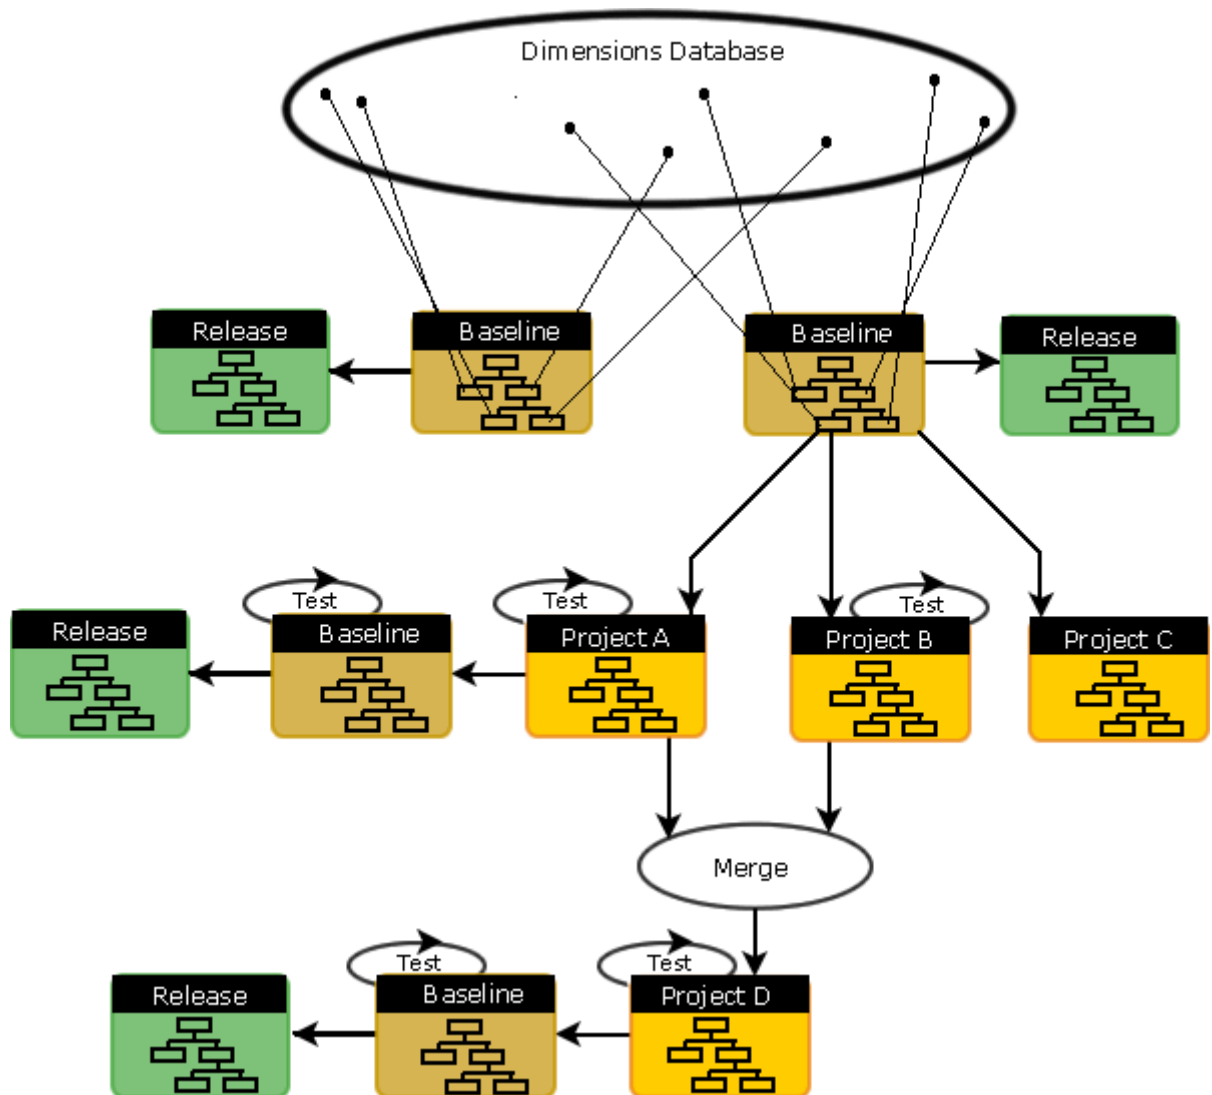 Dimensions Database
Release
Baseline
Baseline
Release
Test
Test
Test
Release
Baseline
Project A
Project B
Project C
Merge
Test
Test
Release
Baseline
Project D